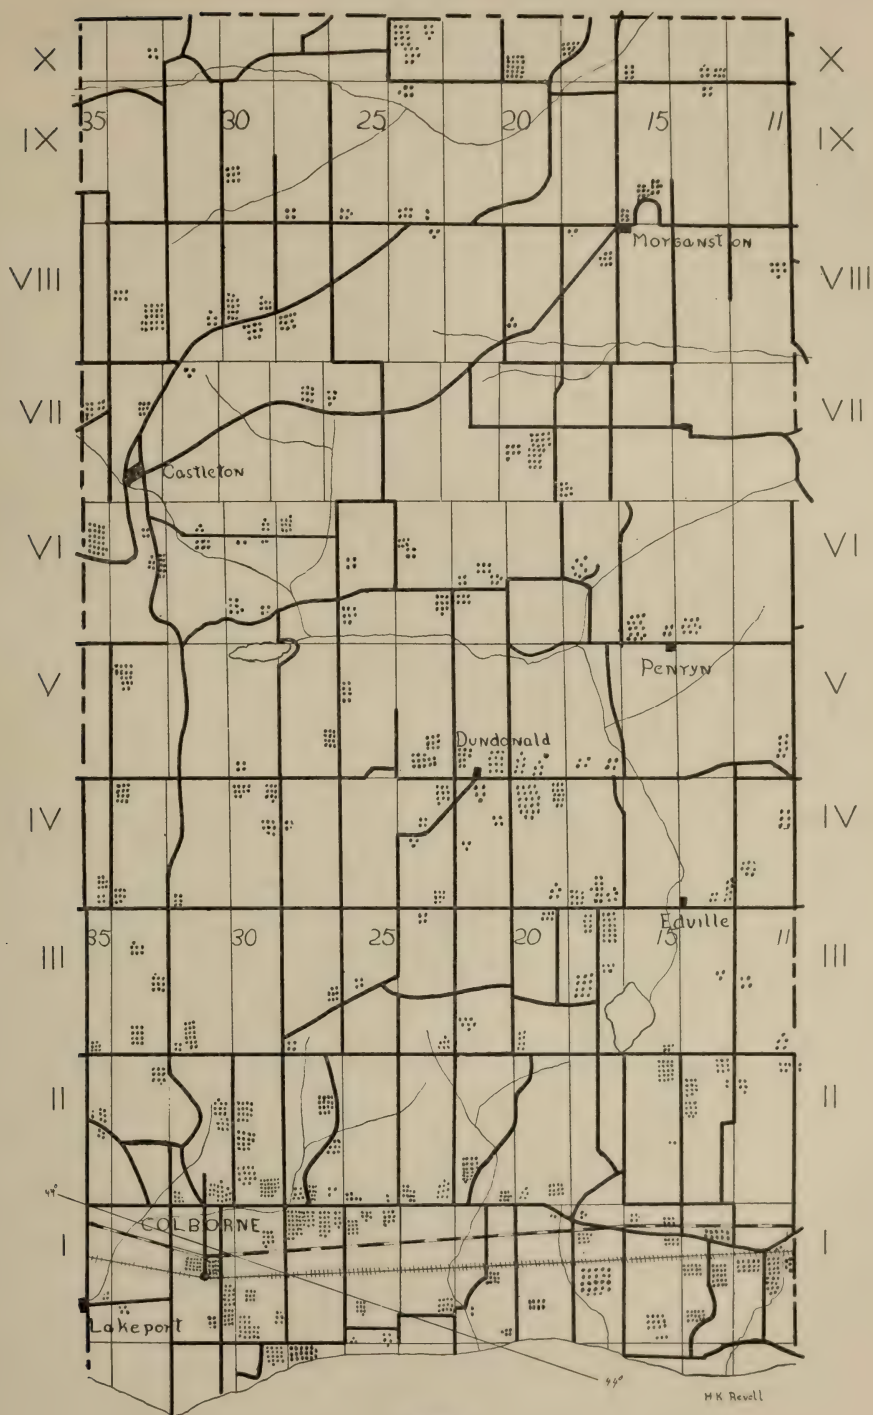 X X
35 30 25 20 15 11
IX IX
Morganston
VIII VIII
VII VII
Castleton
VI VI
Penryn
V V
Dundonald
IV IV
Edville
35 30 25 20 15 11
III III
II II
44°
COLBORNE
I I
Lakeport
44°
M K Revell